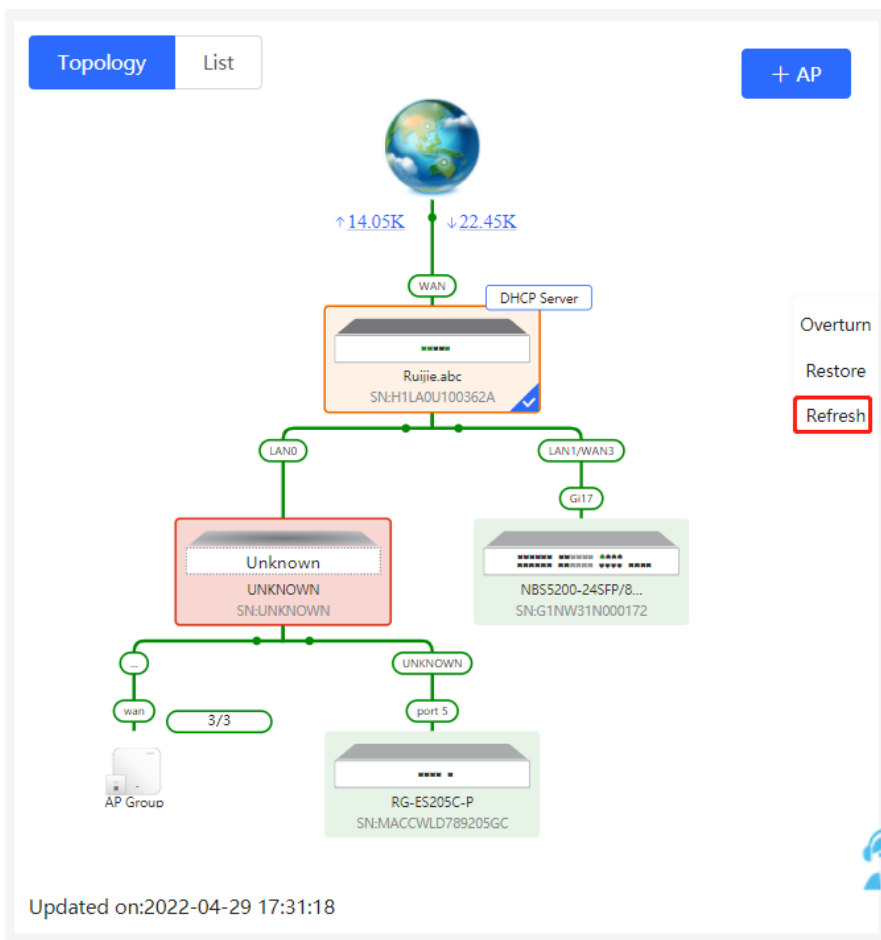 Topology List
+ AP
↑14.05K ↓22.45K
WAN
DHCP Server
Ruijie.abc
SN:H1LA0U100362A
Overturn
Restore
Refresh
LAN0
LAN1/WAN3
Gi17
Unknown
UNKNOWN
SN:UNKNOWN
NBS5200-24SFP/8...
SN:G1NW31N000172
...
UNKNOWN
wan
3/3
port 5
AP Group
RG-ES205C-P
SN:MACCWLD789205GC
Updated on:2022-04-29 17:31:18